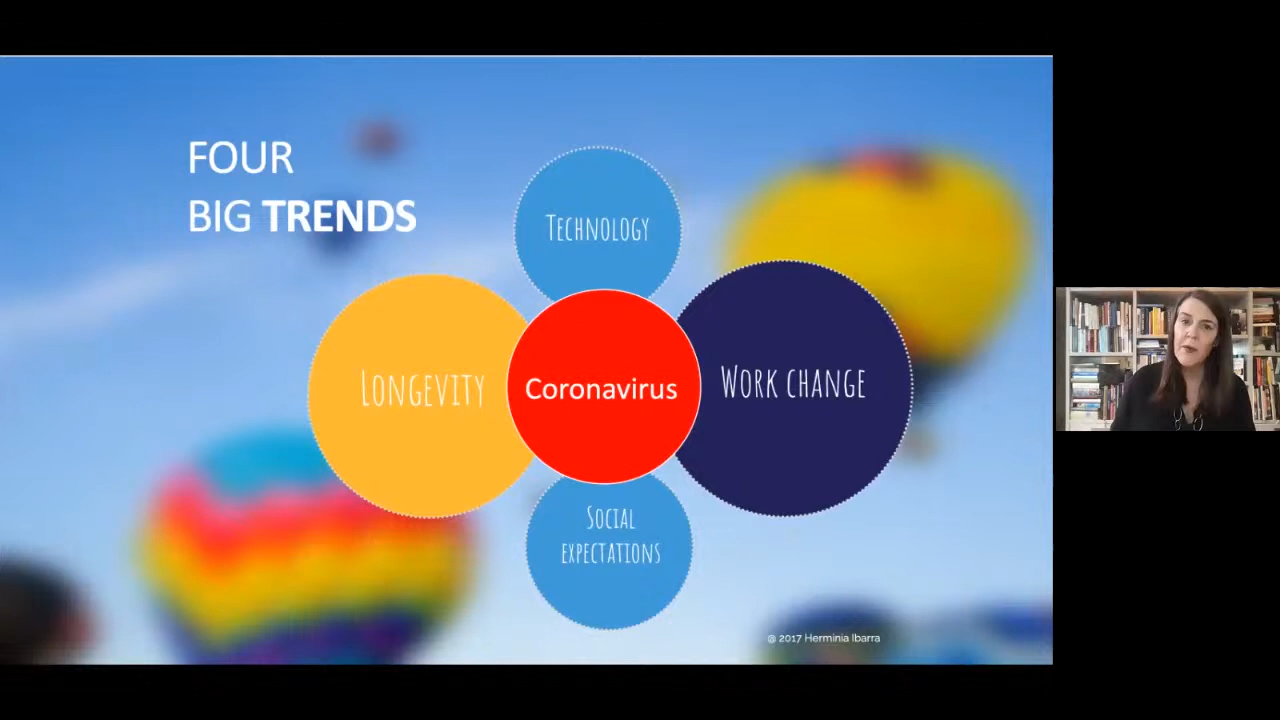 FOUR
BIG TRENDS
Technology
Longevity
Coronavirus
Work change
Social
expectations
@ 2017 Herminia Ibarra